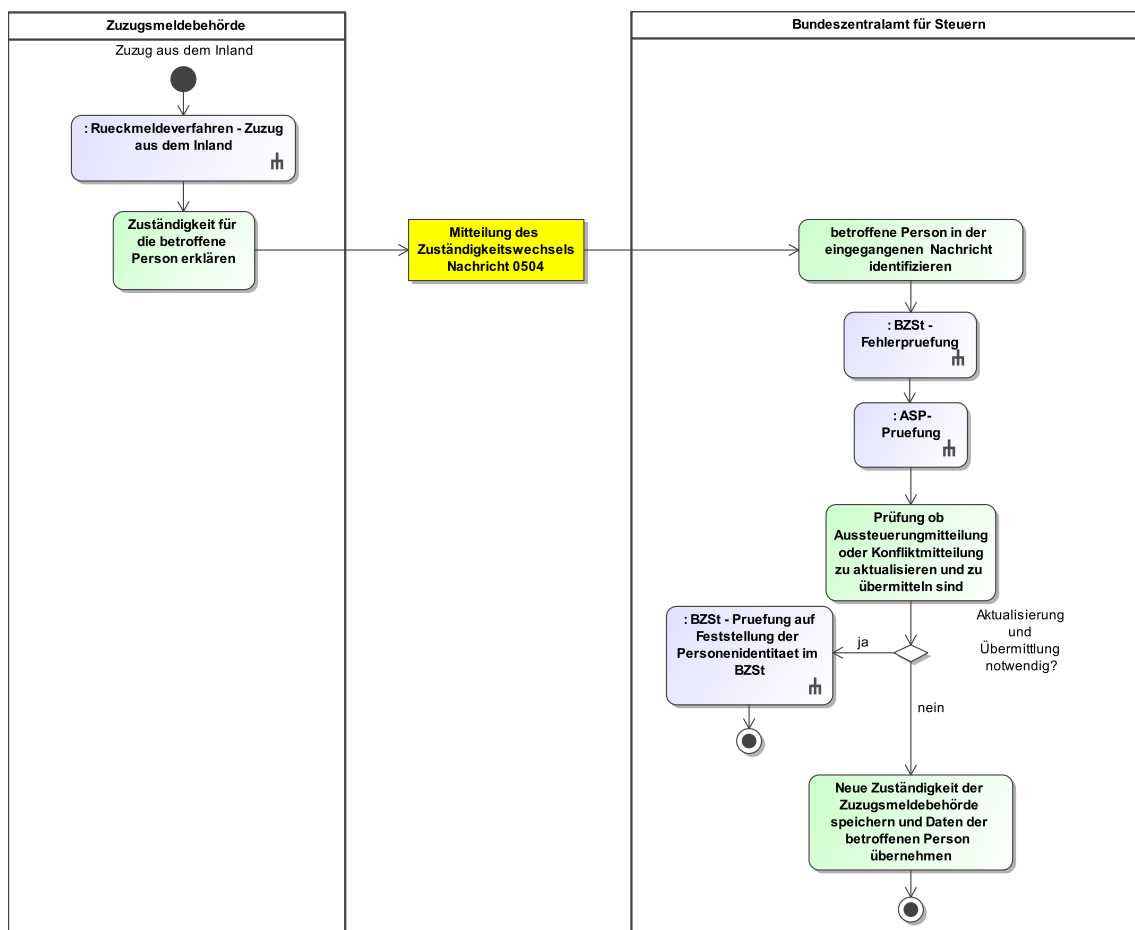 Zuzugsmeldebehörde
Zuzug aus dem Inland
: Rueckmeldeverfahren - Zuzug
aus dem Inland
Zuständigkeit für
die betroffene
Person erklären
Mitteilung des
Zuständigkeitswechsels
Nachricht 0504
Bundeszentralamt für Steuern
betroffene Person in der
eingegangenen Nachricht
identifizieren
: BZSt -
Fehlerpruefung
: ASP-
Pruefung
Prüfung ob
Aussteuerungmitteilung
oder Konfliktmitteilung
zu aktualisieren und zu
übermitteln sind
Aktualisierung
und
Übermittlung
notwendig?
ja
: BZSt - Pruefung auf
Feststellung der
Personenidentitaet im
BZSt
nein
Neue Zuständigkeit der
Zuzugsmeldebehörde
speichern und Daten der
betroffenen Person
übernehmen